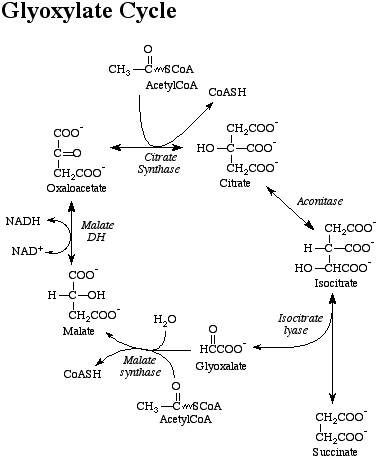 Glyoxylate Cycle
O
CH₃—C~SCoA
AcetylCoA
CoASH
COO⁻
C=O
CH₂COO⁻
Oxaloacetate
Citrate
Synthase
CH₂COO⁻
HO—C—COO⁻
CH₂COO⁻
Citrate
Aconitase
NADH
NAD⁺
Malate
DH
CH₂COO⁻
H—C—COO⁻
HO—CHCOO⁻
Isocitrate
COO⁻
H—C—OH
CH₂COO⁻
Malate
H₂O
O
HCCOO⁻
Glyoxalate
Isocitrate
lyase
CoASH
Malate
synthase
O
CH₃—C~SCoA
AcetylCoA
CH₂COO⁻
CH₂COO⁻
Succinate